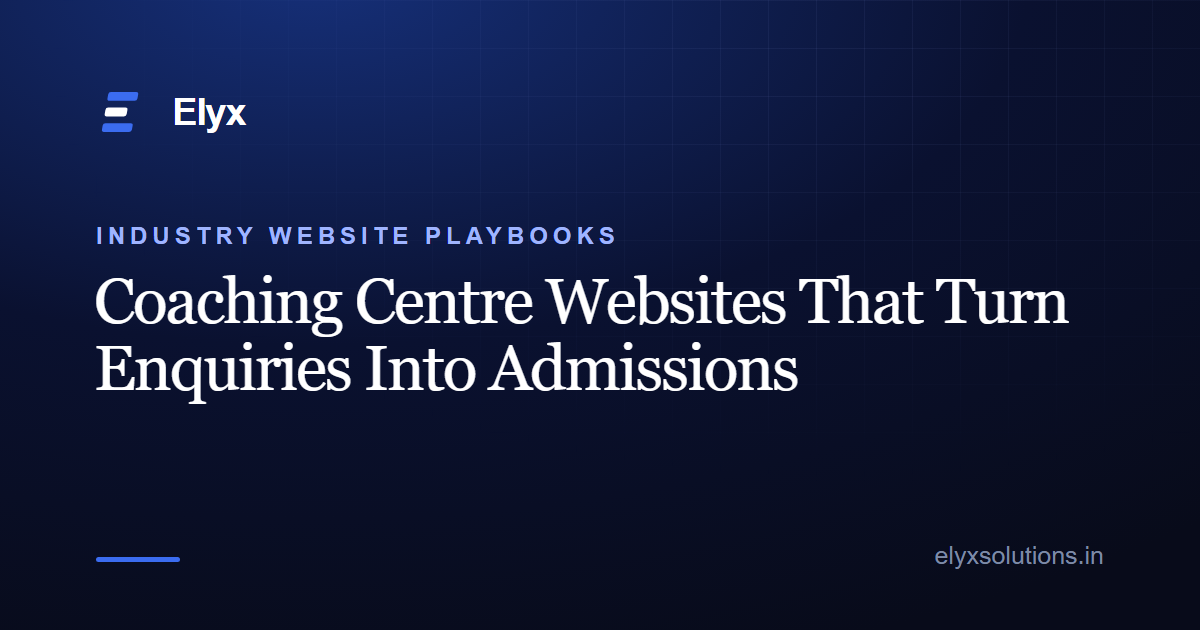 Elyx
INDUSTRY WEBSITE PLAYBOOKS
Coaching Centre Websites That Turn
Enquiries Into Admissions
elyxsolutions.in